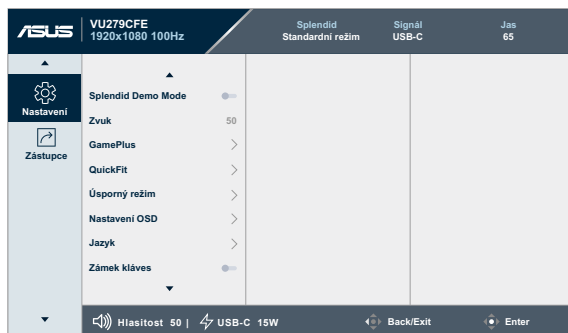 ASUS
VU279CFE
1920x1080 100Hz
Splendid
Standardní režim
Signál
USB-C
Jas
65
Nastavení
Zástupce
Splendid Demo Mode
Zvuk 50
GamePlus
QuickFit
Úsporný režim
Nastavení OSD
Jazyk
Zámek kláves
Hlasitost 50 | USB-C 15W
Back/Exit
Enter